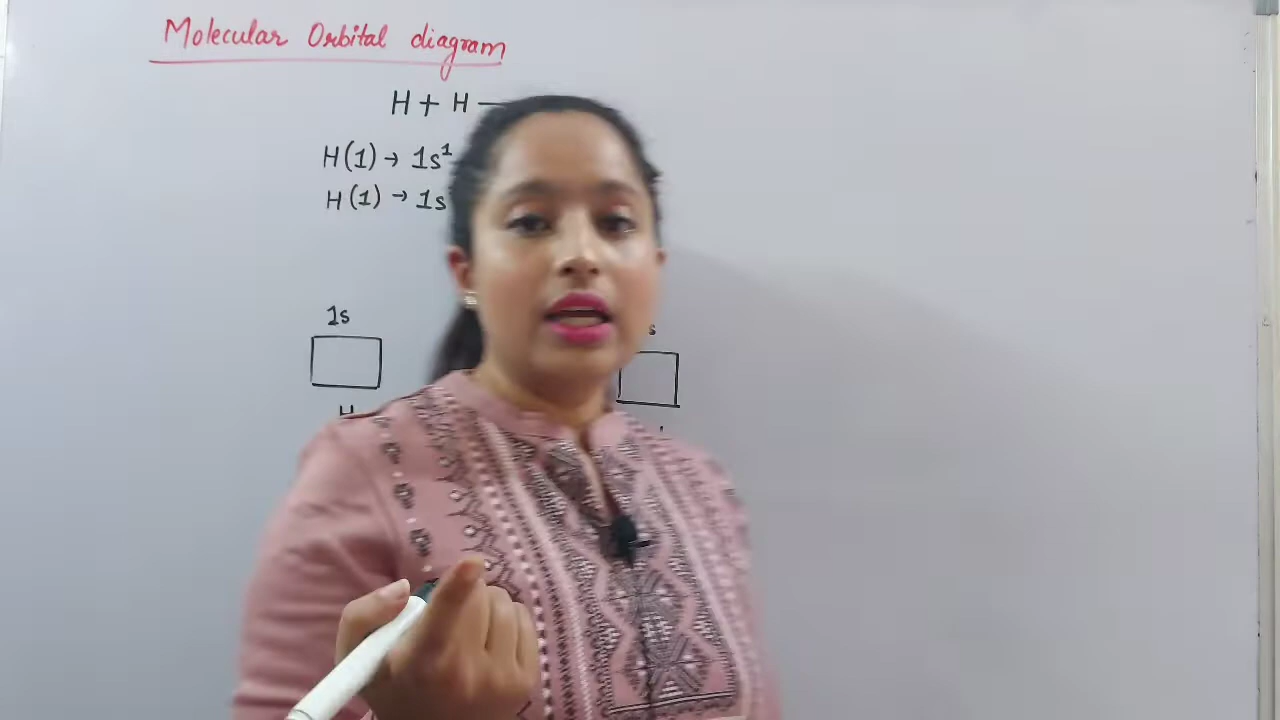 Molecular Orbital diagram
H + H —
H(1) → 1s¹
H(1) → 1s
1s
s
H